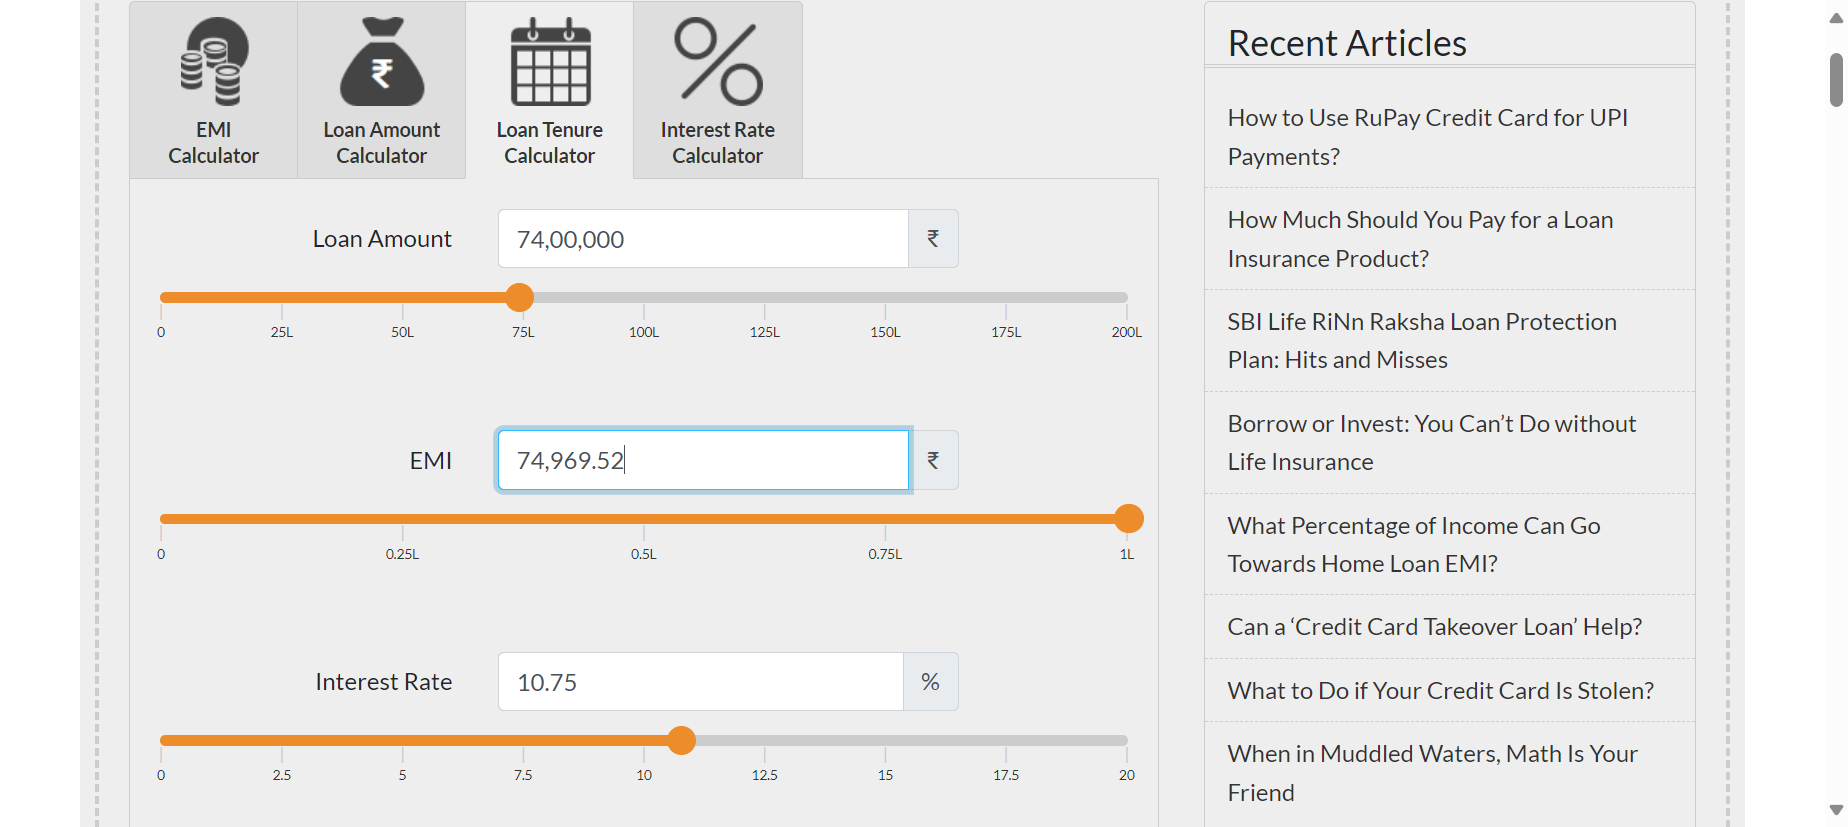 EMI
Calculator
Loan Amount
Calculator
Loan Tenure
Calculator
Interest Rate
Calculator
Loan Amount
74,00,000
₹
0 25L 50L 75L 100L 125L 150L 175L 200L
EMI
74,969.52
₹
0 0.25L 0.5L 0.75L 1L
Interest Rate
10.75
%
0 2.5 5 7.5 10 12.5 15 17.5 20
Recent Articles
How to Use RuPay Credit Card for UPI
Payments?
How Much Should You Pay for a Loan
Insurance Product?
SBI Life RiNn Raksha Loan Protection
Plan: Hits and Misses
Borrow or Invest: You Can’t Do without
Life Insurance
What Percentage of Income Can Go
Towards Home Loan EMI?
Can a ‘Credit Card Takeover Loan’ Help?
What to Do if Your Credit Card Is Stolen?
When in Muddled Waters, Math Is Your
Friend